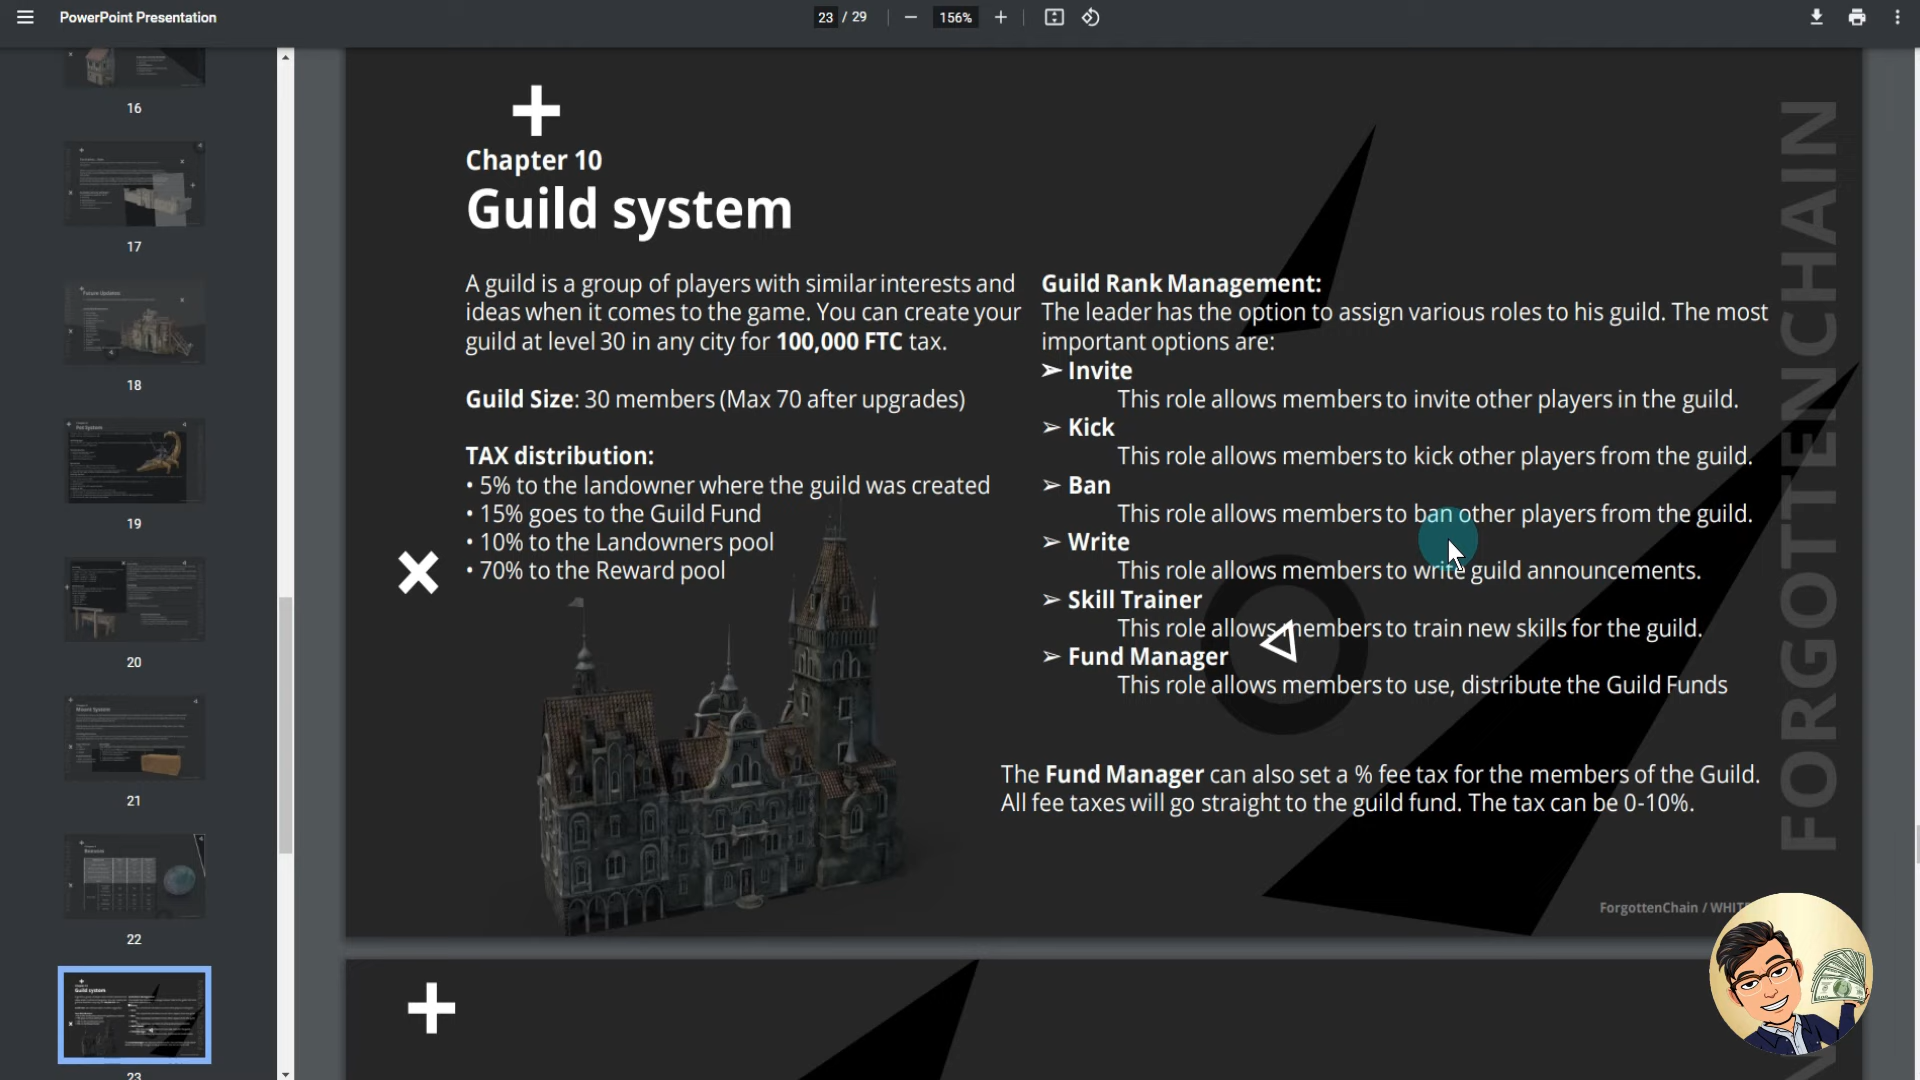 PowerPoint Presentation
23 / 29
156%
16
17
18
19
20
21
22
23
Chapter 10
Guild system
A guild is a group of players with similar interests and
ideas when it comes to the game. You can create your
guild at level 30 in any city for 100,000 FTC tax.
Guild Size: 30 members (Max 70 after upgrades)
TAX distribution:
• 5% to the landowner where the guild was created
• 15% goes to the Guild Fund
• 10% to the Landowners pool
• 70% to the Reward pool
Guild Rank Management:
The leader has the option to assign various roles to his guild. The most
important options are:
➢ Invite
This role allows members to invite other players in the guild.
➢ Kick
This role allows members to kick other players from the guild.
➢ Ban
This role allows members to ban other players from the guild.
➢ Write
This role allows members to write guild announcements.
➢ Skill Trainer
This role allows members to train new skills for the guild.
➢ Fund Manager
This role allows members to use, distribute the Guild Funds
The Fund Manager can also set a % fee tax for the members of the Guild.
All fee taxes will go straight to the guild fund. The tax can be 0-10%.
FORGOTTENCHAIN
ForgottenChain /